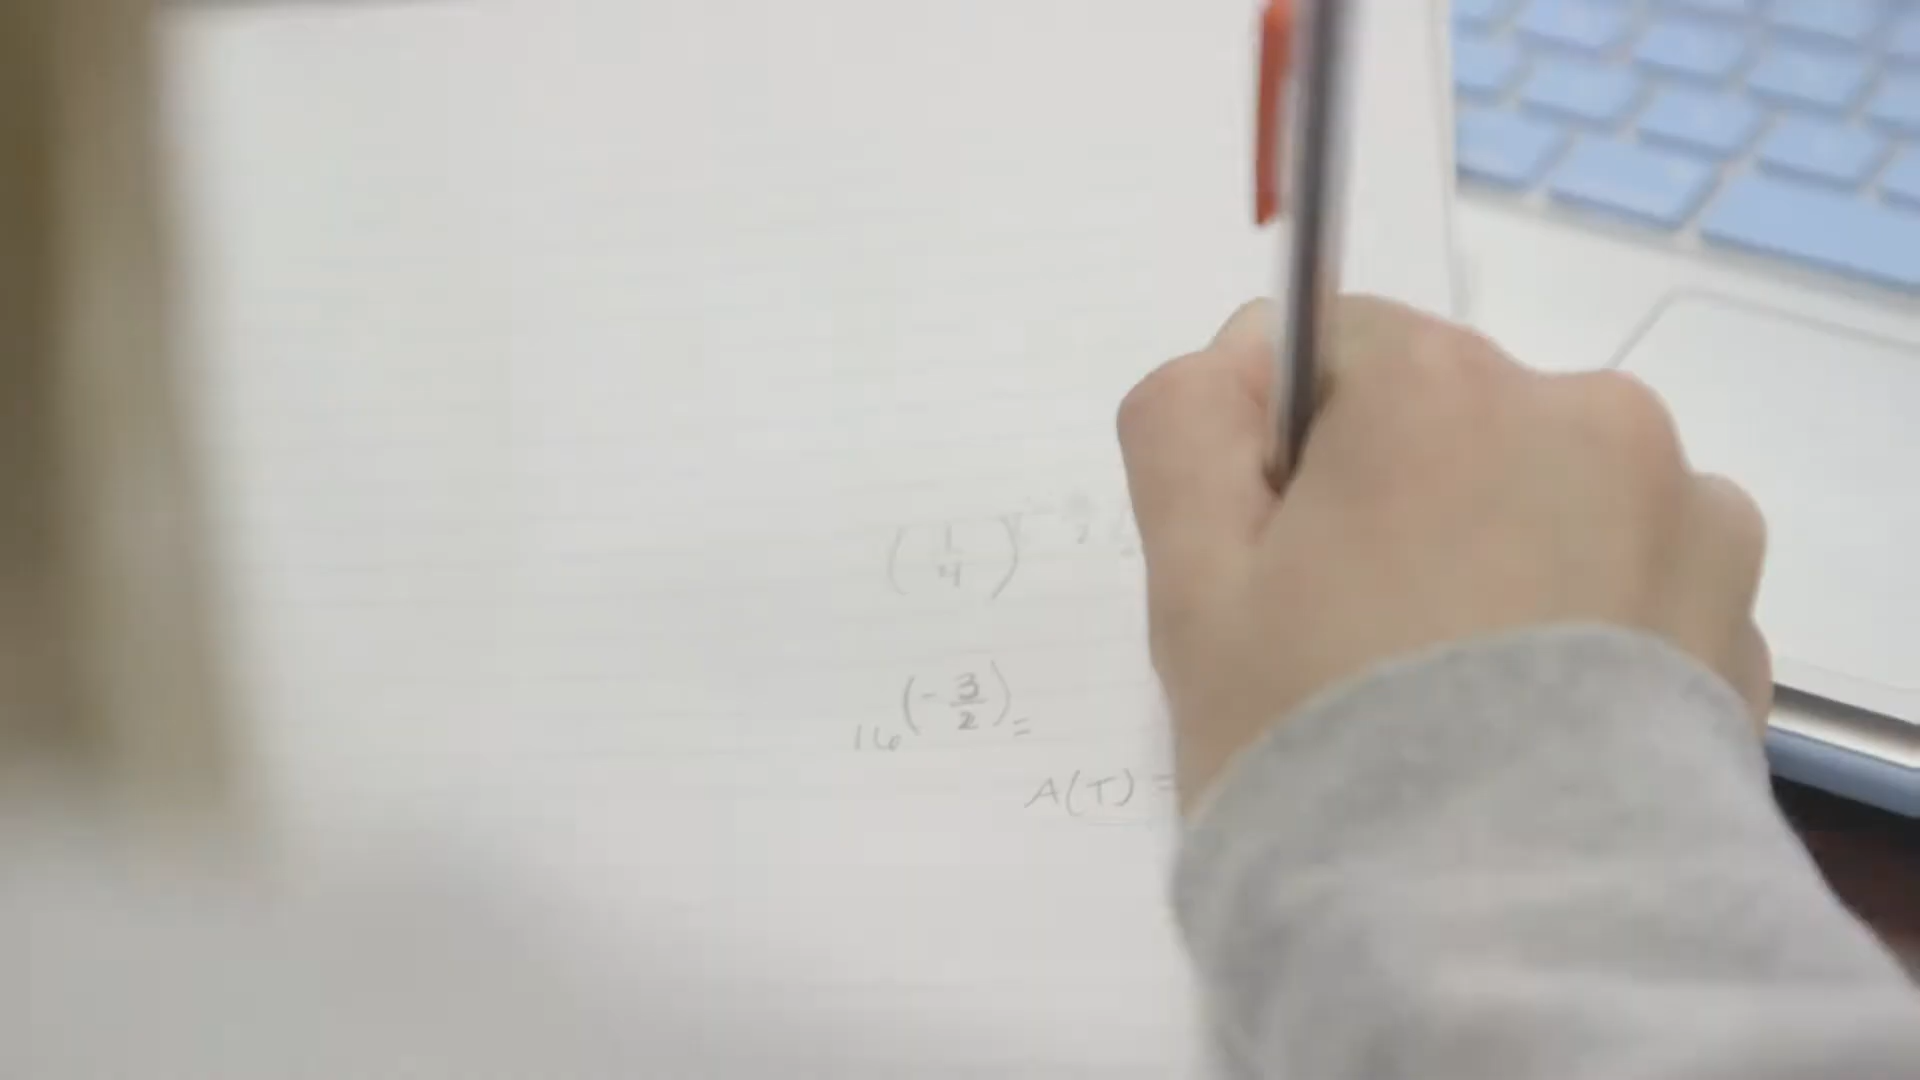 (1/4)
16^(-3/2) =
A(T) =